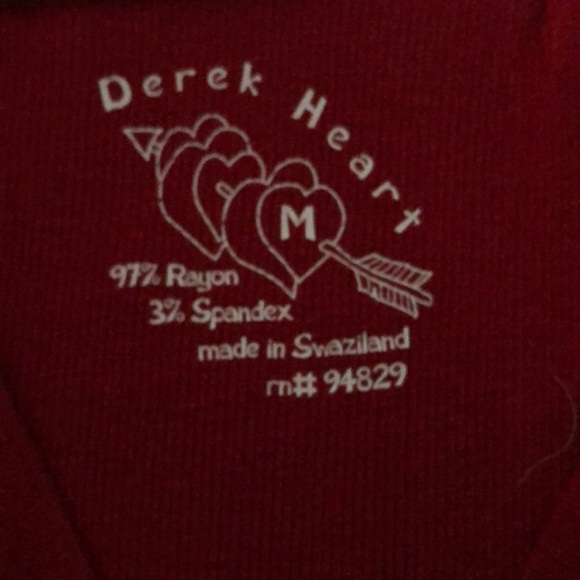 Derek Heart
M
97% Rayon
3% Spandex
made in Swaziland
rn# 94829